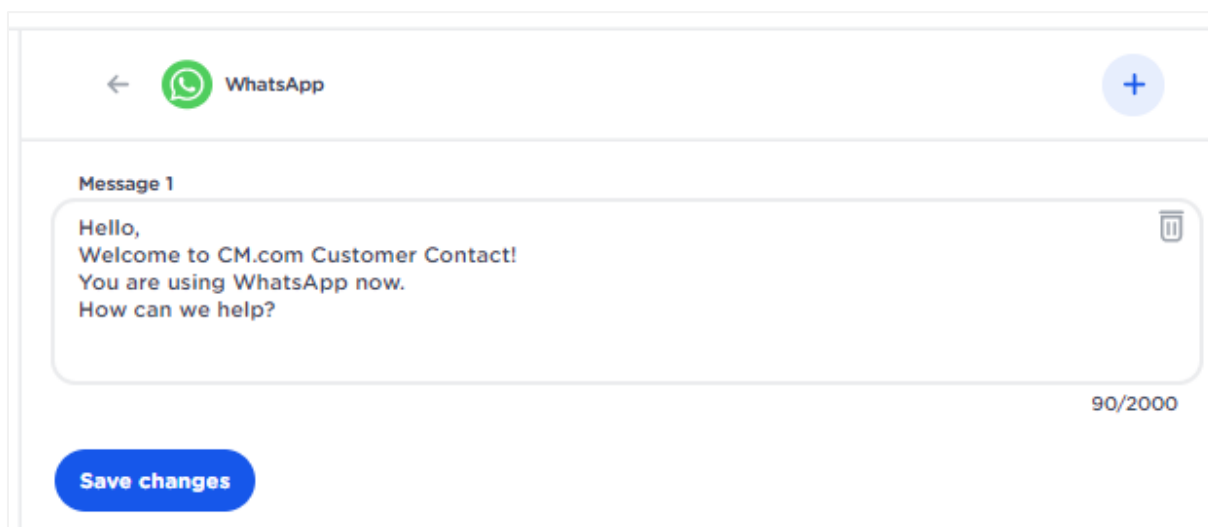 WhatsApp
Message 1
Hello,
Welcome to CM.com Customer Contact!
You are using WhatsApp now.
How can we help?
90/2000
Save changes